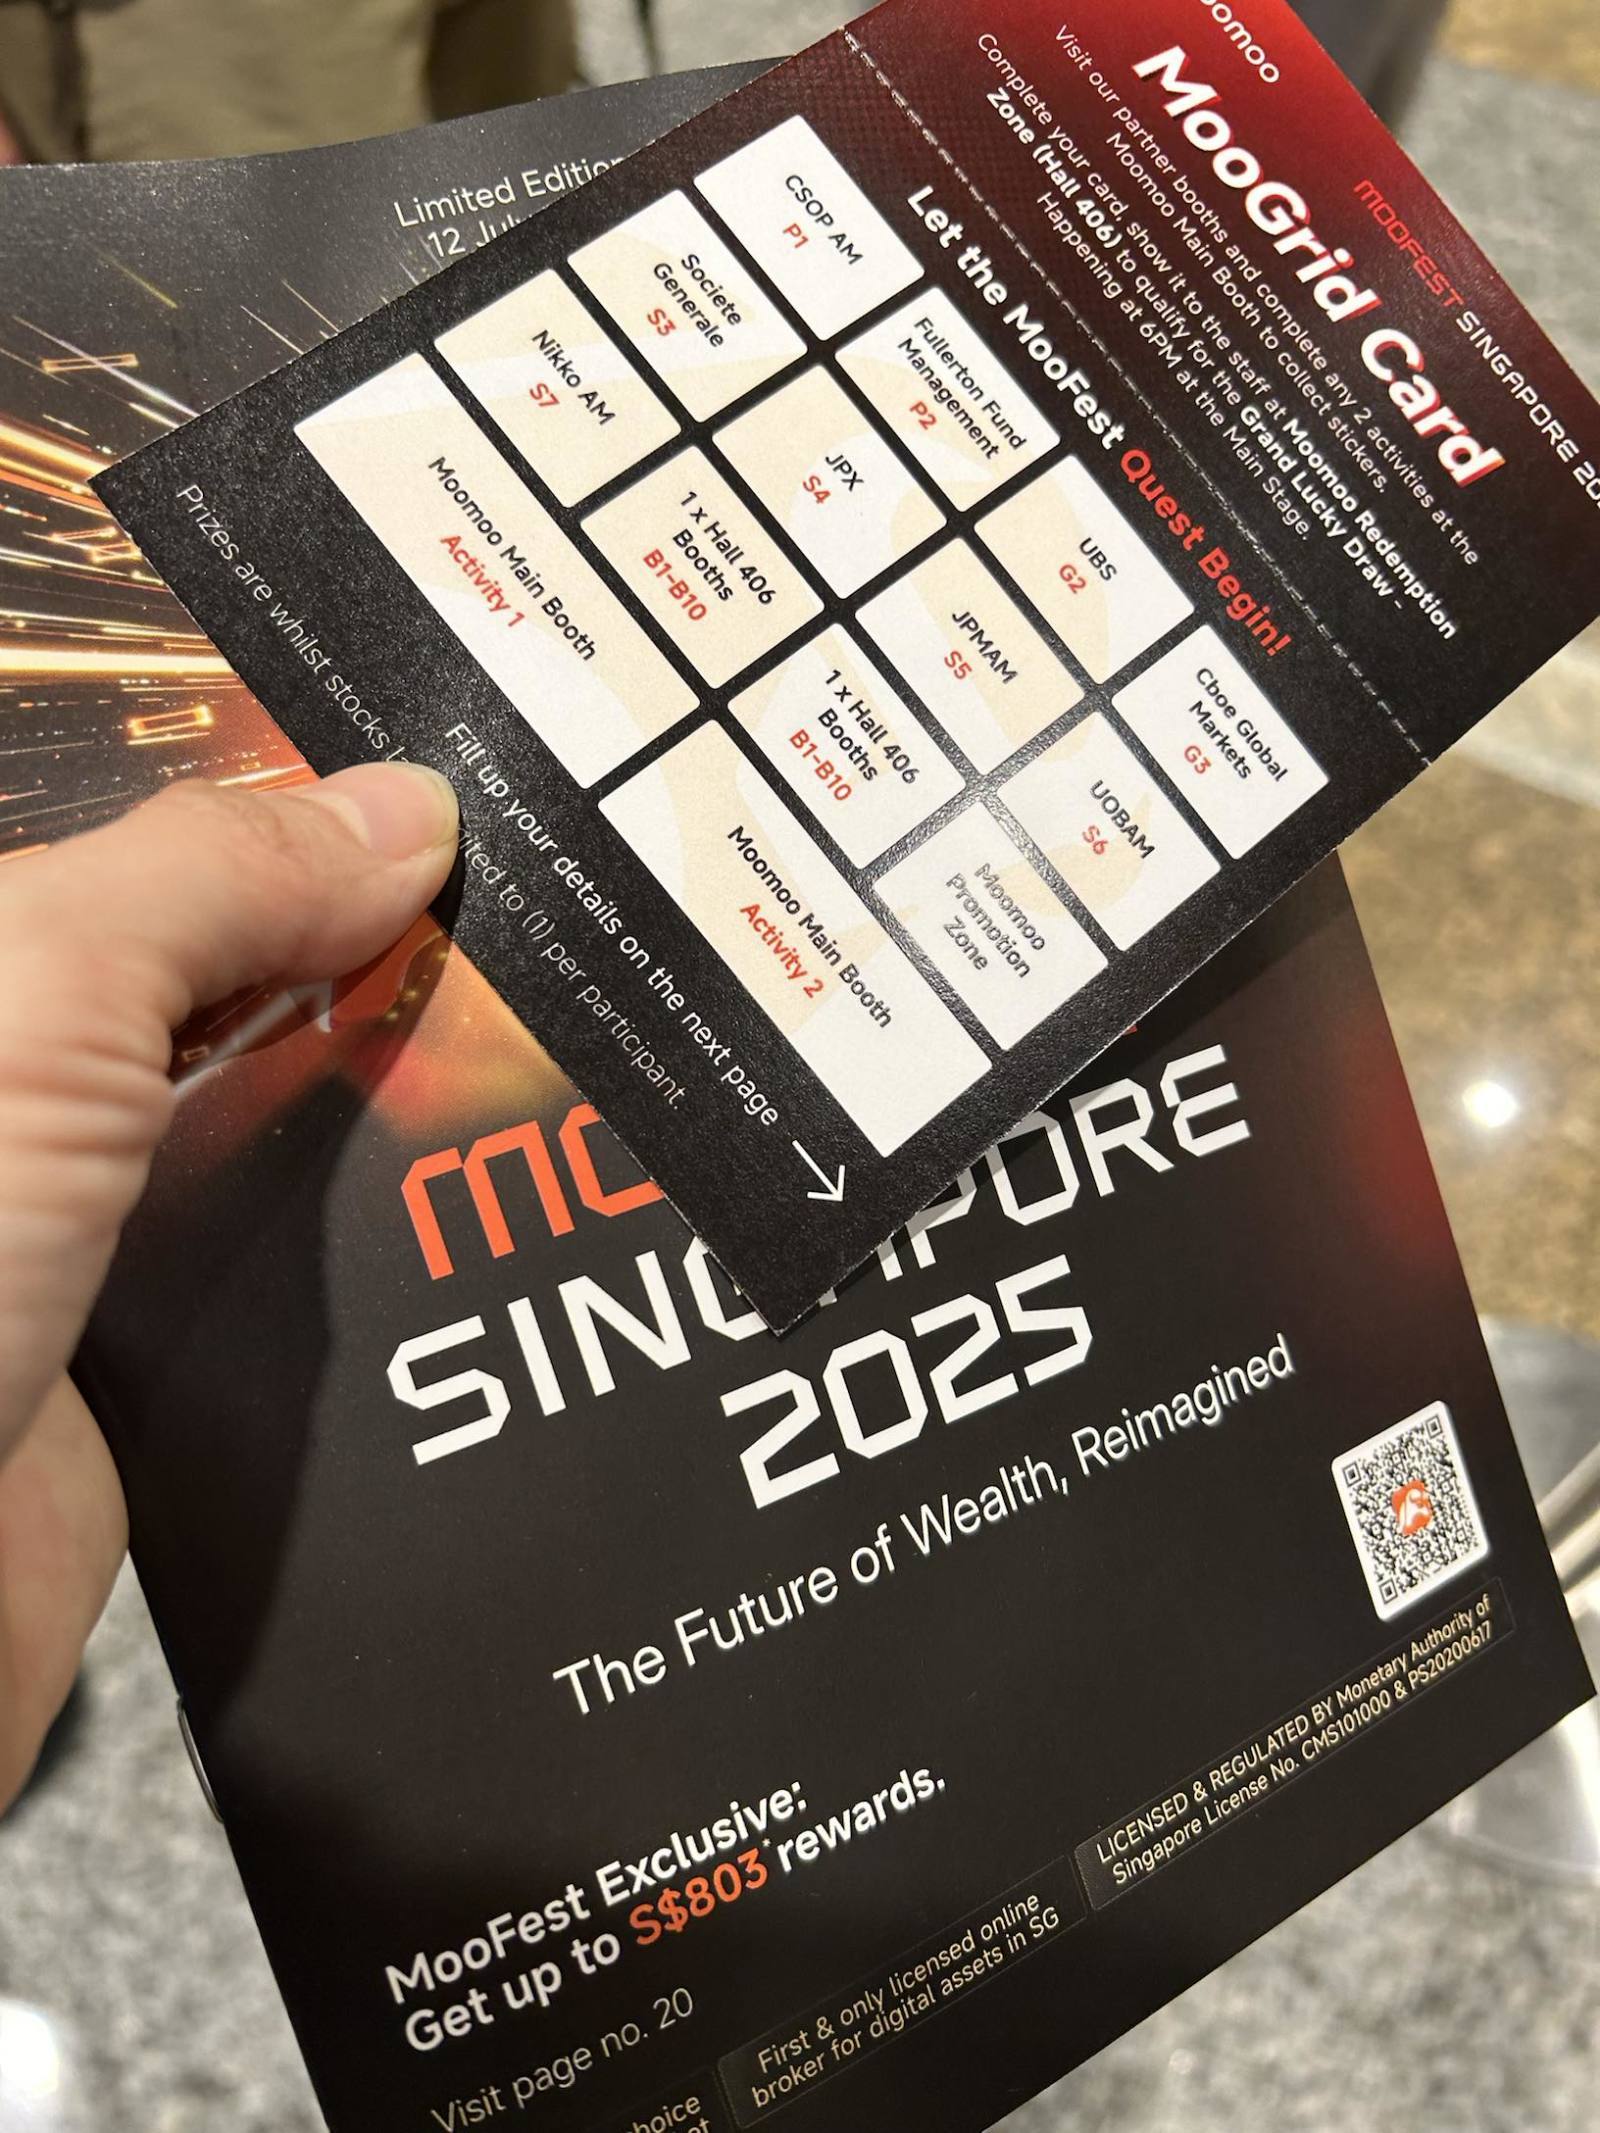 moomoo
MOOFEST SINGAPORE
MooGrid Card
Visit our partner booths and complete any 2 activities at the
Moomoo Main Booth to collect stickers.
Complete your card, show it to the staff at Moomoo Redemption
Zone (Hall 406) to qualify for the Grand Lucky Draw -
Happening at 6PM at the Main Stage.
Let the MooFest Quest Begin!
CSOP AM
P1
Fullerton Fund
Management
P2
UBS
G2
Cboe Global
Markets
G3
Societe
Generale
S3
JPX
S4
JPMAM
S5
UOBAM
S6
Nikko AM
S7
1 x Hall 406
Booths
B1-B10
1 x Hall 406
Booths
B1-B10
Moomoo
Promotion
Zone
Moomoo Main Booth
Activity 1
Moomoo Main Booth
Activity 2
Fill up your details on the next page
Prizes are whilst stocks to (1) per participant.
Limited Edition
12
SINGAPORE
2025
The Future of Wealth, Reimagined
MooFest Exclusive:
Get up to S$803* rewards.
Visit page no. 20
First & only licensed online
broker for digital assets in SG
LICENSED & REGULATED BY Monetary Authority of
Singapore License No. CMS101000 & PS20200617